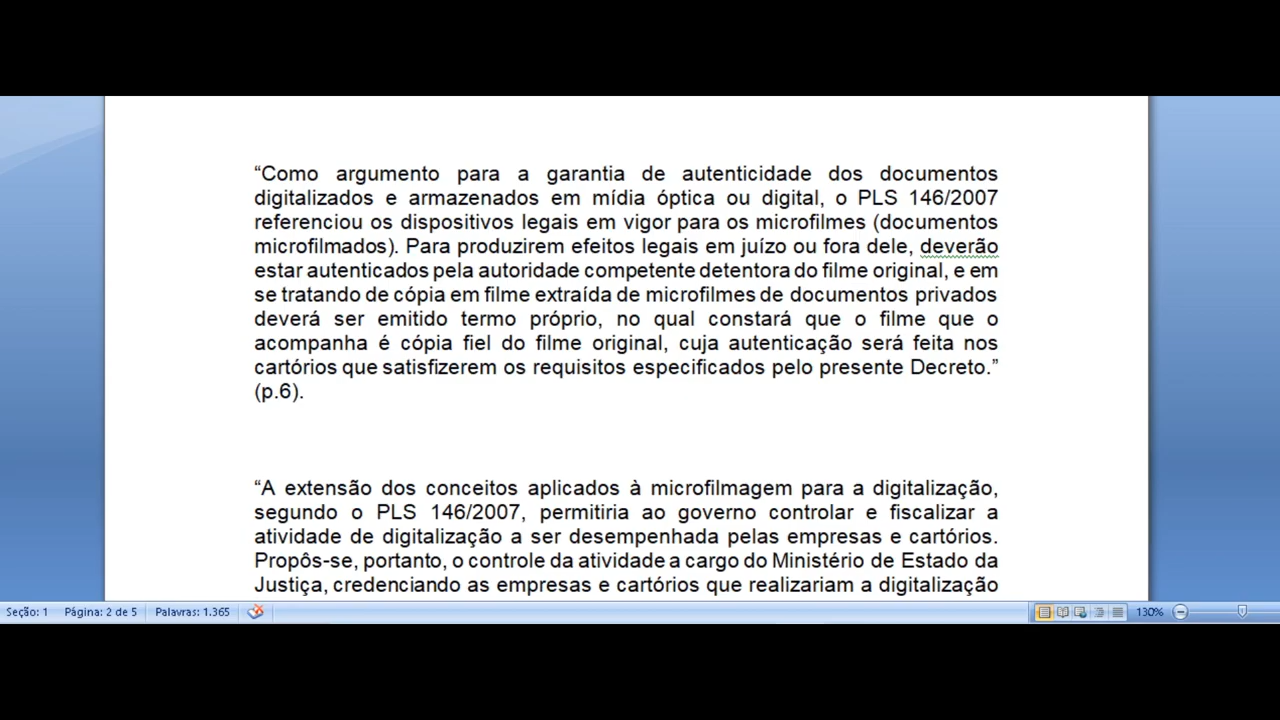 “Como argumento para a garantia de autenticidade dos documentos
digitalizados e armazenados em mídia óptica ou digital, o PLS 146/2007
referenciou os dispositivos legais em vigor para os microfilmes (documentos
microfilmados). Para produzirem efeitos legais em juízo ou fora dele, deverão
estar autenticados pela autoridade competente detentora do filme original, e em
se tratando de cópia em filme extraída de microfilmes de documentos privados
deverá ser emitido termo próprio, no qual constará que o filme que o
acompanha é cópia fiel do filme original, cuja autenticação será feita nos
cartórios que satisfizerem os requisitos especificados pelo presente Decreto.”
(p.6).
“A extensão dos conceitos aplicados à microfilmagem para a digitalização,
segundo o PLS 146/2007, permitiria ao governo controlar e fiscalizar a
atividade de digitalização a ser desempenhada pelas empresas e cartórios.
Propôs-se, portanto, o controle da atividade a cargo do Ministério de Estado da
Justiça, credenciando as empresas e cartórios que realizariam a digitalização
Seção: 1 Página: 2 de 5 Palavras: 1.365 130%